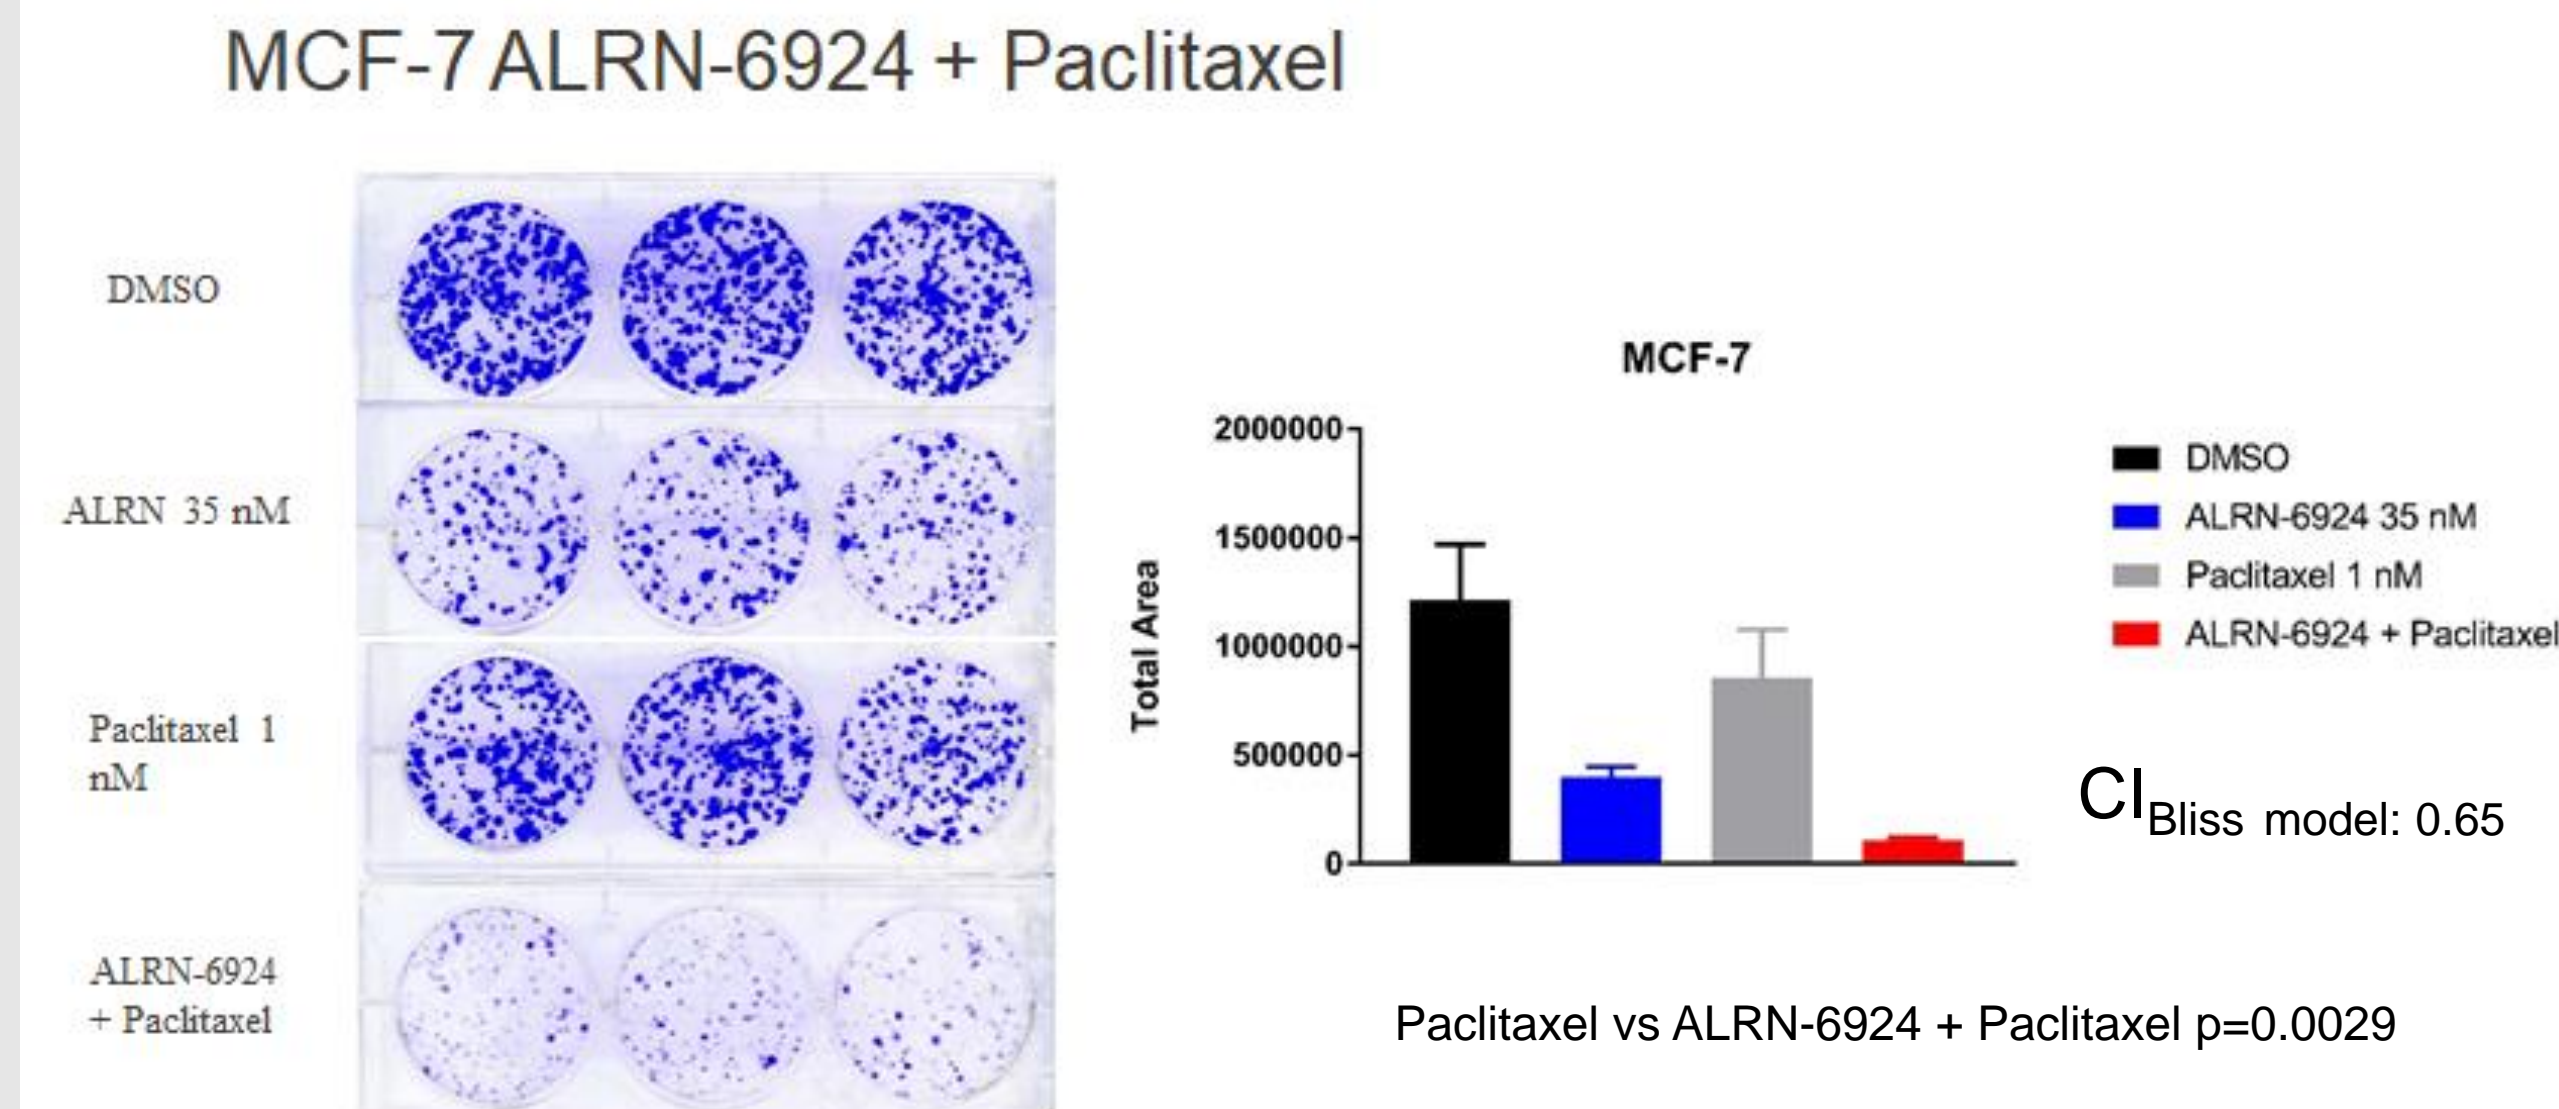 MCF-7 ALRN-6924 + Paclitaxel
DMSO
ALRN 35 nM
Paclitaxel 1
nM
ALRN-6924
+ Paclitaxel
MCF-7
Total Area
2000000
1500000
1000000
500000
0
DMSO
ALRN-6924 35 nM
Paclitaxel 1 nM
ALRN-6924 + Paclitaxel
CIBliss model: 0.65
Paclitaxel vs ALRN-6924 + Paclitaxel p=0.0029